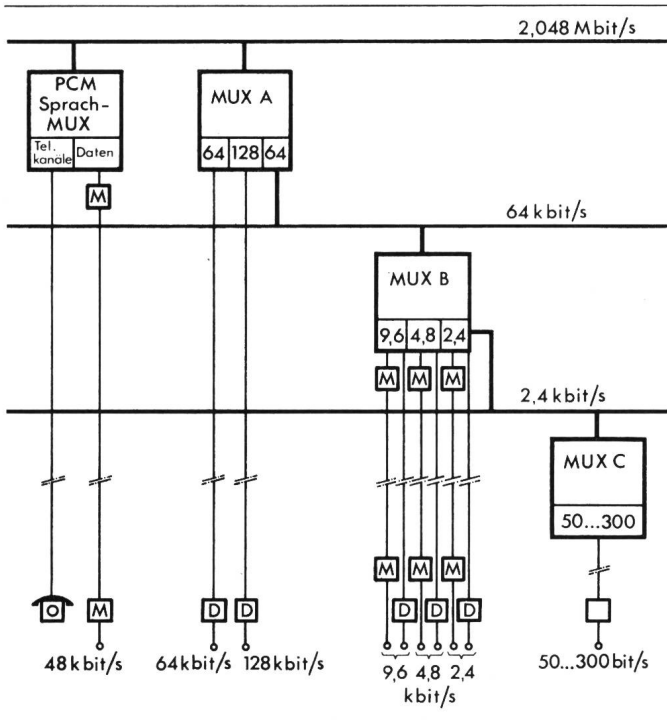 2,048 Mbit/s
PCM
Sprach-
MUX
Tel.
kanäle
Daten
MUX A
64 128 64
M
64 kbit/s
MUX B
9,6 4,8 2,4
M M M
2,4 kbit/s
MUX C
50...300
M M M
M D D D D D
48 kbit/s 64 kbit/s 128 kbit/s 9,6 4,8 2,4 50...300 bit/s
kbit/s